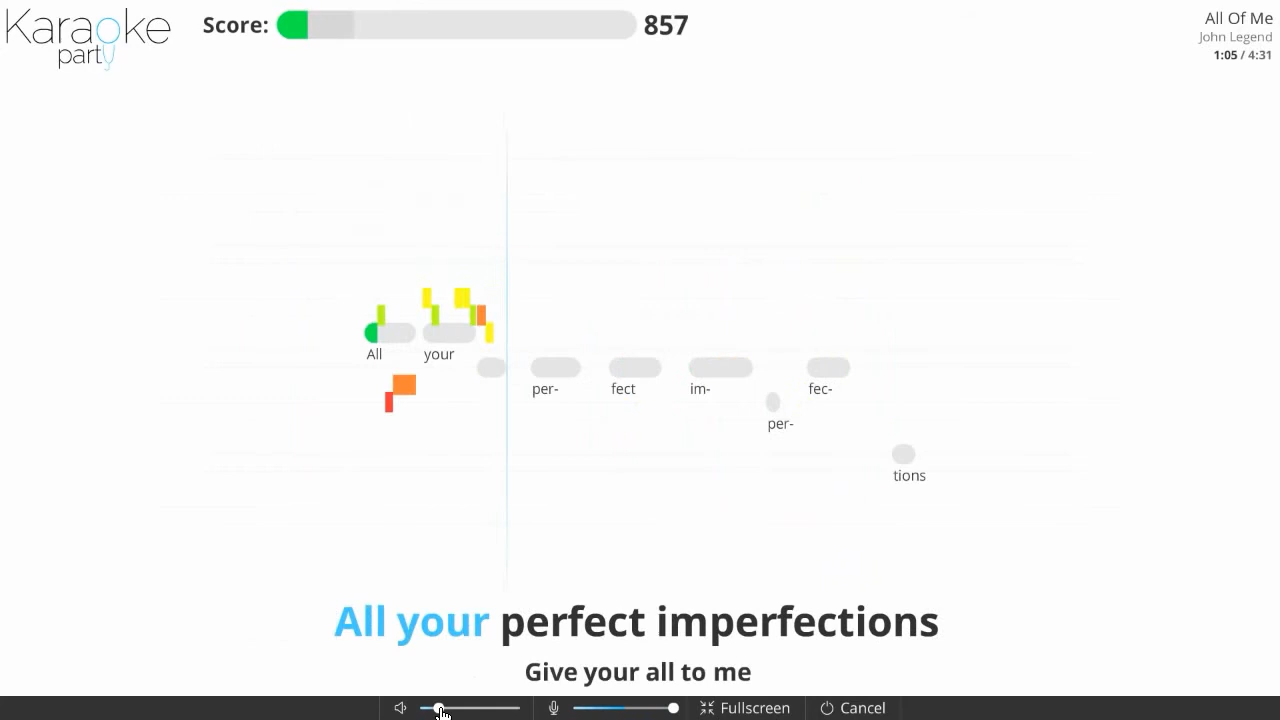 Karaoke
party
Score: 857
All Of Me
John Legend
1:05 / 4:31
All your
per- fect im- fec-
per-
tions
All your perfect imperfections
Give your all to me
Fullscreen Cancel